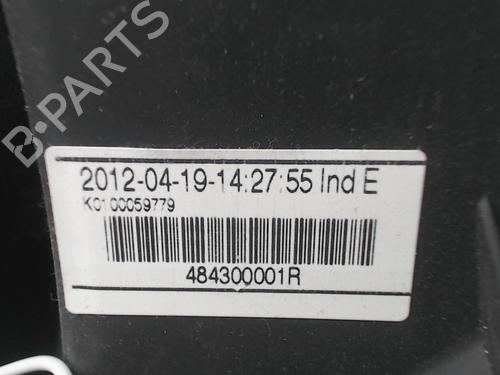 B-PARTS
2012-04-19-14:27:55 Ind E
K0100059779
484300001R